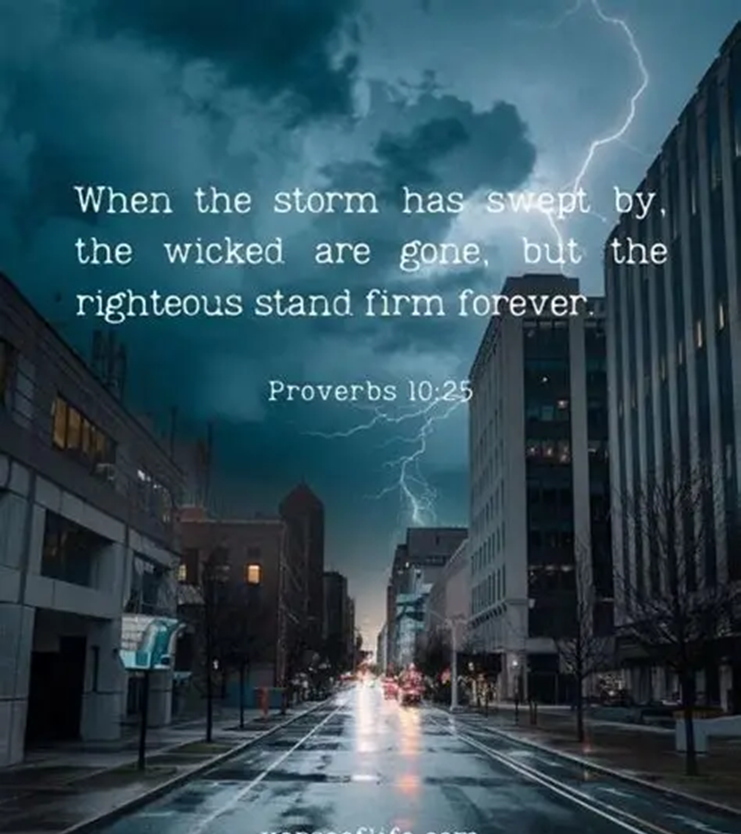 When the storm has swept by,
the wicked are gone, but the
righteous stand firm forever.
Proverbs 10:25